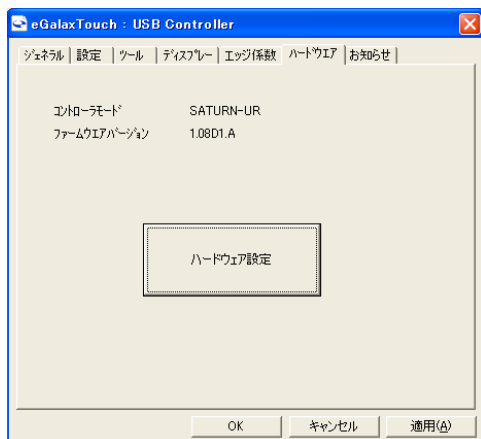 eGalaxTouch : USB Controller
ジェネラル 設定 ツール ディスプレー エッジ係数 ハードウエア お知らせ
コントローラモード SATURN-UR
ファームウエアバージョン 1.08D1.A
ハードウェア設定
OK キャンセル 適用(A)